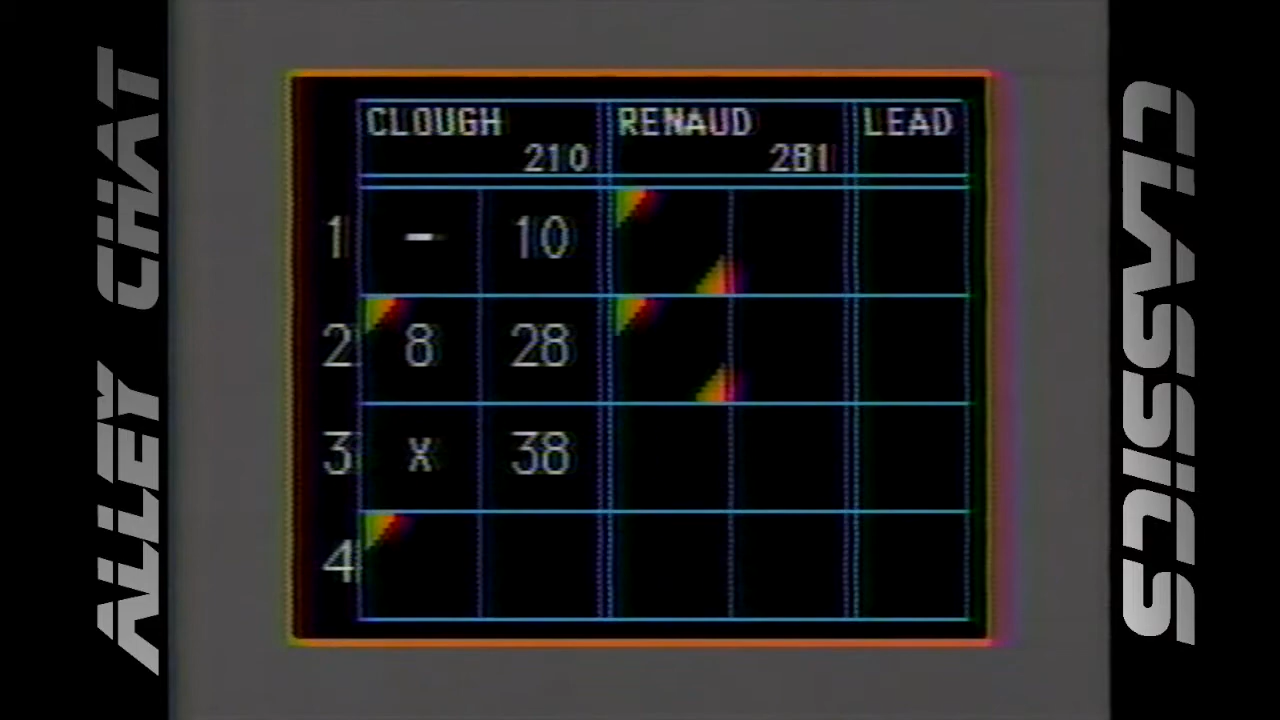 ALLEY CHAT
CLOUGH RENAUD LEAD
210 281
1 - 10
2 8 28
3 x 38
4
CLASSICS